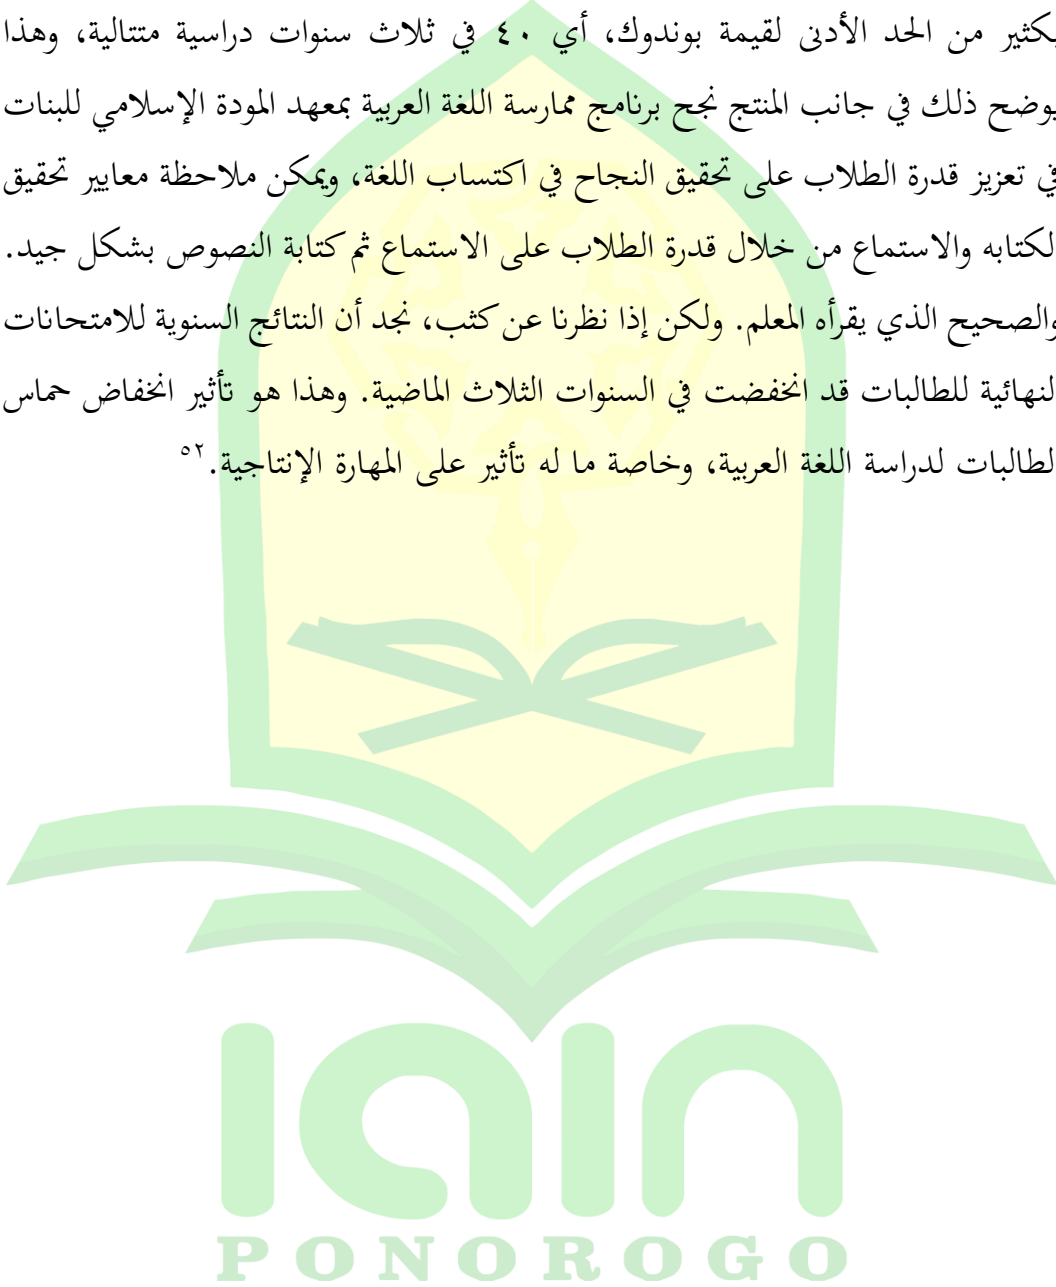 بكثير من الحد الأدنى لقيمة بوندوك، أي ٤٠ في ثلاث سنوات دراسية متتالية، وهذا
يوضح ذلك في جانب المنتج نجح برنامج ممارسة اللغة العربية بمعهد المودة الإسلامي للبنات
في تعزيز قدرة الطلاب على تحقيق النجاح في اكتساب اللغة، ويمكن ملاحظة معايير تحقيق
لكتابه والاستماع من خلال قدرة الطلاب على الاستماع ثم كتابة النصوص بشكل جيد.
والصحيح الذي يقرأه المعلم. ولكن إذا نظرنا عن كثب، نجد أن النتائج السنوية للامتحانات
لنهائية للطالبات قد انخفضت في السنوات الثلاث الماضية. وهذا هو تأثير انخفاض حماس
لطالبات لدراسة اللغة العربية، وخاصة ما له تأثير على المهارة الإنتاجية.٥٢
iain
PONOROGO